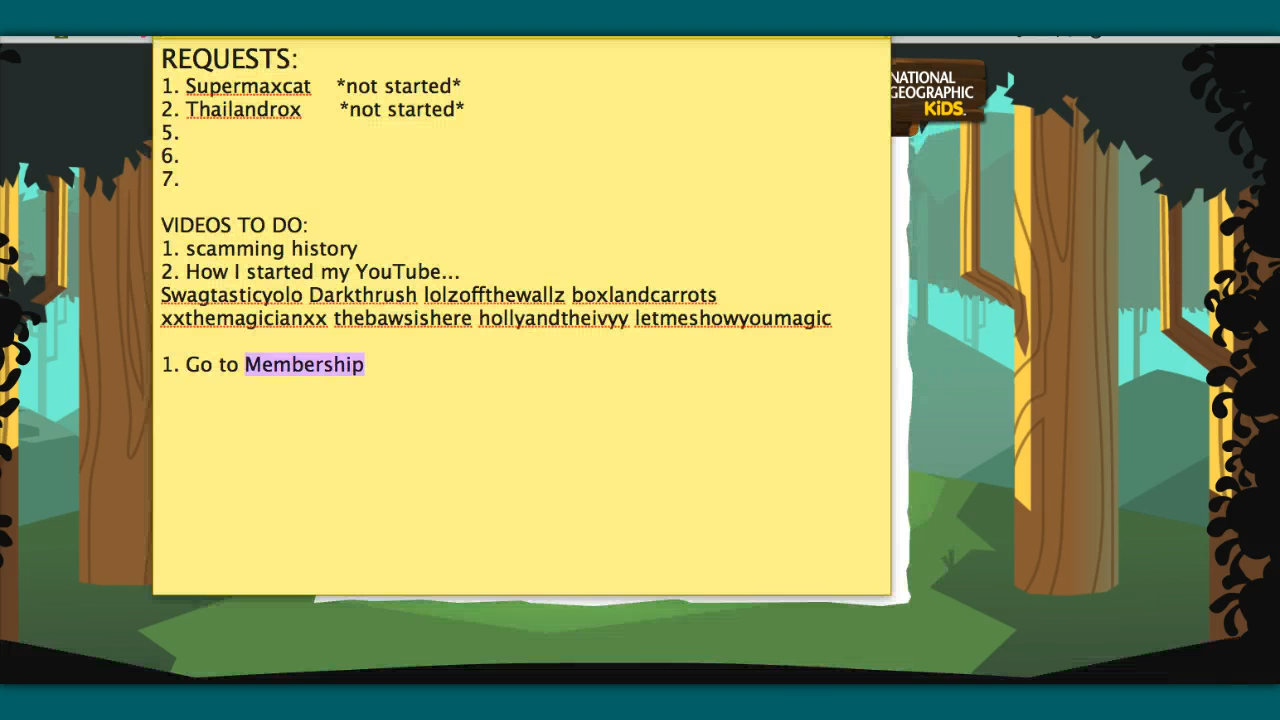 REQUESTS:
1. Supermaxcat *not started*
2. Thailandrox *not started*
5.
6.
7.
VIDEOS TO DO:
1. scamming history
2. How I started my YouTube...
Swagtasticyolo Darkthrush lolzoffthewallz boxlandcarrots
xxthemagicianxx thebawsishere hollyandtheivyy letmeshowyoumagic
1. Go to Membership
NATIONAL
GEOGRAPHIC
KiDS.